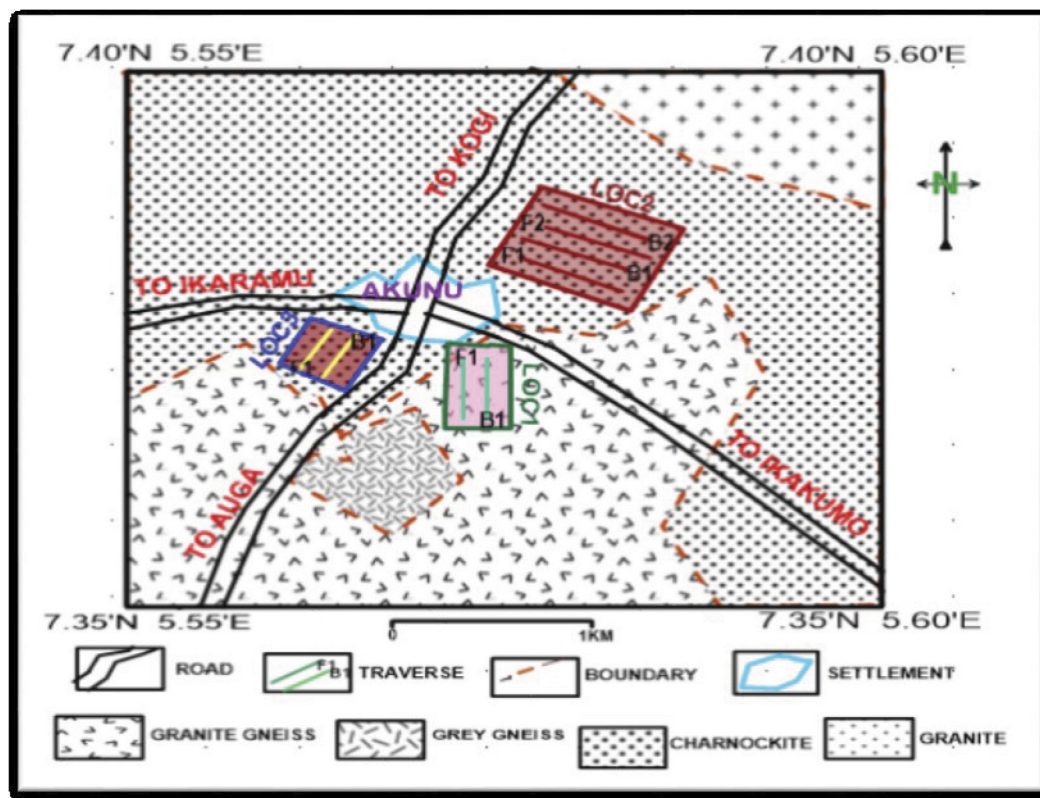 7.40'N 5.55'E
7.40'N 5.60'E
TO KOGI
N
LOC2
F2
B2
F1
B1
TO IKARAMU
AKUNU
LOC3
B1
F1
F1
LOC1
B1
TO IKAKUMO
TO AUGA
7.35'N 5.55'E
7.35'N 5.60'E
0 1KM
ROAD
F1
B1
TRAVERSE
BOUNDARY
SETTLEMENT
GRANITE GNEISS
GREY GNEISS
CHARNOCKITE
GRANITE